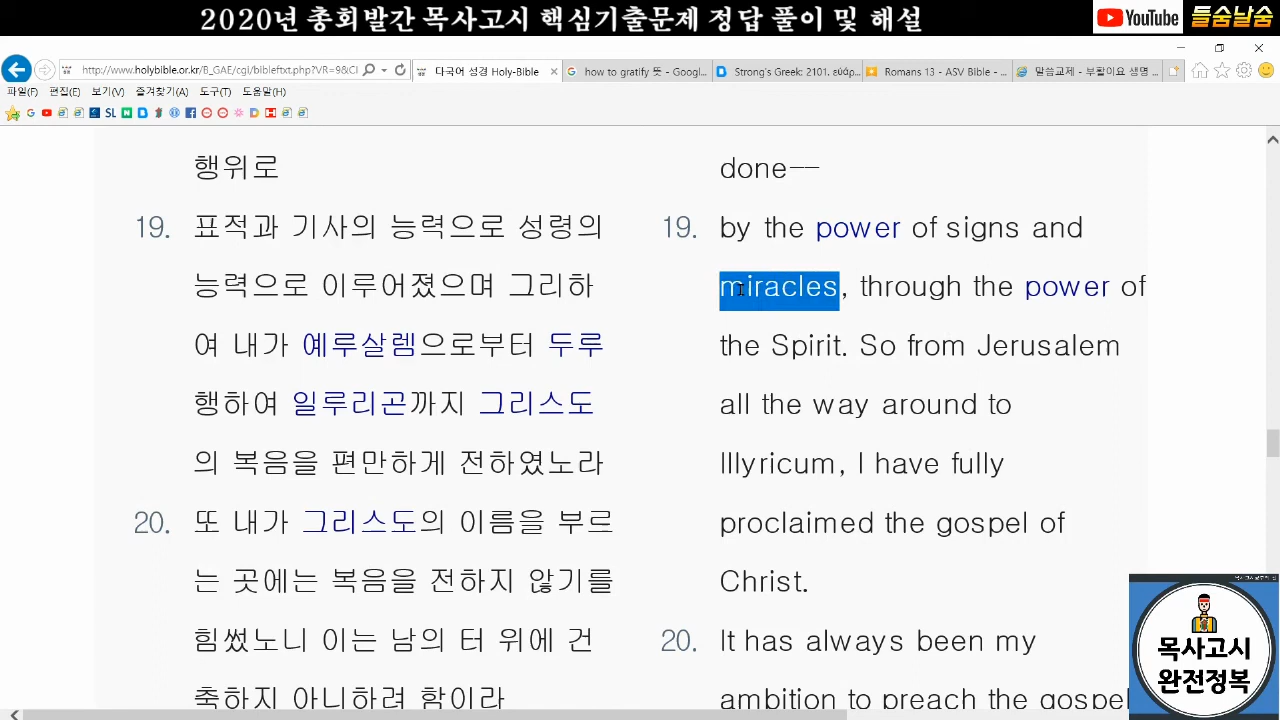 2020년 총회발간 목사고시 핵심기출문제 정답 풀이 및 해설
YouTube 들숨날숨
http://www.holybible.or.kr/B_GAE/cgi/bibleftxt.php?VR=9&CI
다국어 성경 Holy-Bible
how to gratify 뜻 - Googl...
Strong's Greek: 2101. εὐάρ...
Romans 13 - ASV Bible - ...
말씀교제 - 부활이요 생명 ...
파일(F) 편집(E) 보기(V) 즐겨찾기(A) 도구(T) 도움말(H)
행위로
19. 표적과 기사의 능력으로 성령의
능력으로 이루어졌으며 그리하
여 내가 예루살렘으로부터 두루
행하여 일루리곤까지 그리스도
의 복음을 편만하게 전하였노라
20. 또 내가 그리스도의 이름을 부르
는 곳에는 복음을 전하지 않기를
힘썼노니 이는 남의 터 위에 건
축하지 아니하려 함이라
done--
19. by the power of signs and
miracles, through the power of
the Spirit. So from Jerusalem
all the way around to
Illyricum, I have fully
proclaimed the gospel of
Christ.
20. It has always been my
ambition to preach the gospel
목사고시
완전정복